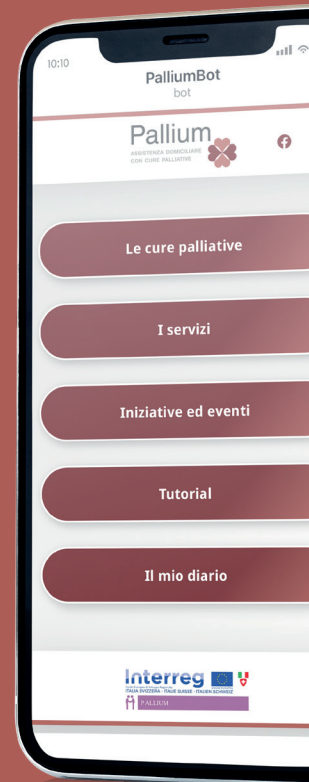 10:10
PalliumBot
bot
Pallium
ASSISTENZA DOMICILIARE
CON CURE PALLIATIVE
Le cure palliative
I servizi
Iniziative ed eventi
Tutorial
Il mio diario
Interreg
ITALIA SVIZZERA · ITALIE SUISSE · ITALIEN SCHWEIZ
PALLIUM